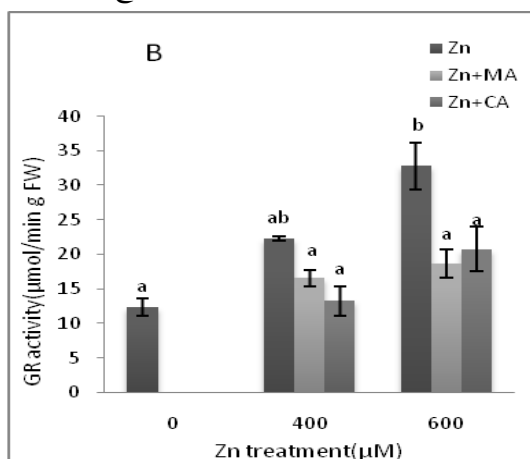 B
Zn
Zn+MA
Zn+CA
GR activity(µmol/min g FW)
40
35
30
25
20
15
10
5
0
a
ab
a
a
b
a
a
0 400 600
Zn treatment(µM)